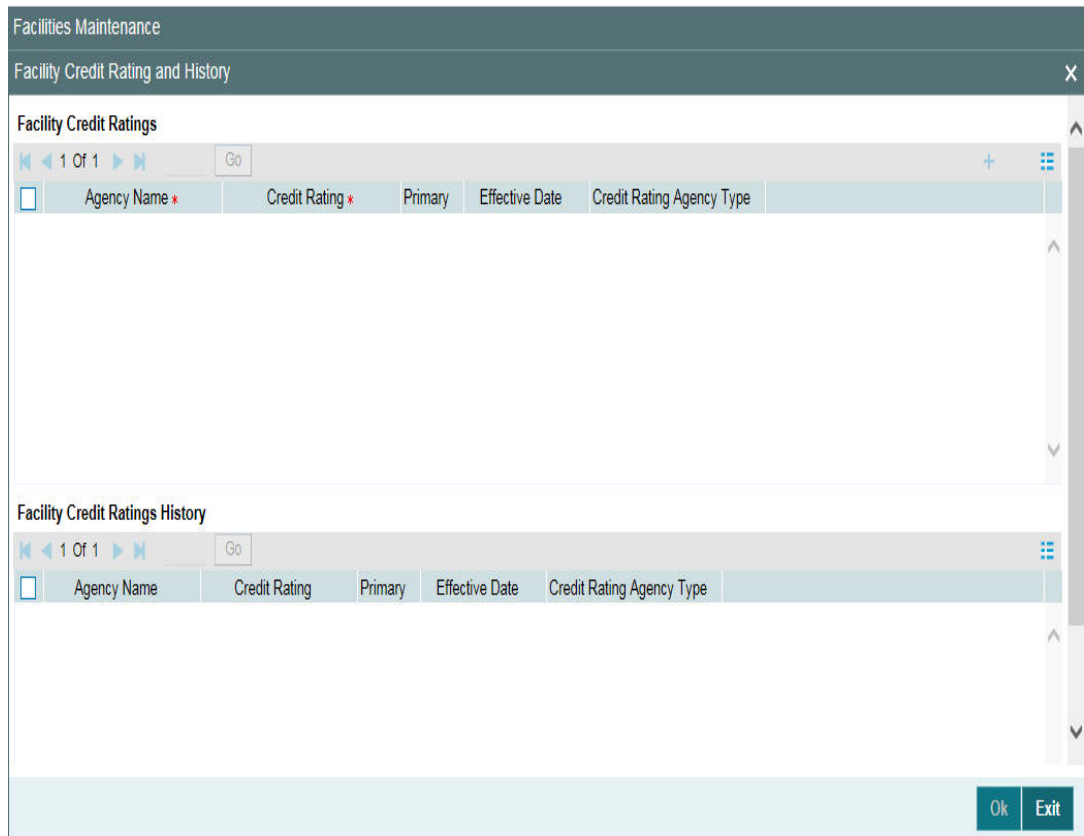 Facilities Maintenance
Facility Credit Rating and History X
Facility Credit Ratings
1 Of 1 Go +
Agency Name * Credit Rating * Primary Effective Date Credit Rating Agency Type
Facility Credit Ratings History
1 Of 1 Go
Agency Name Credit Rating Primary Effective Date Credit Rating Agency Type
Ok Exit